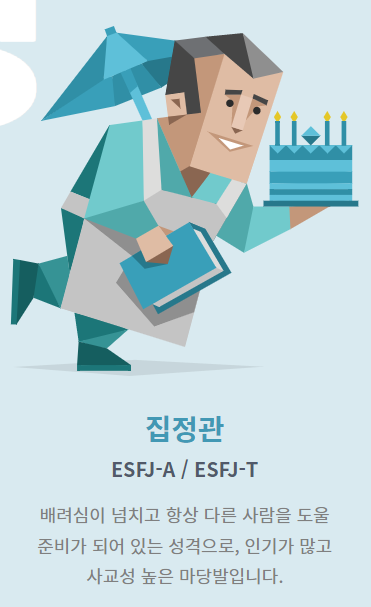 집정관
ESFJ-A / ESFJ-T
배려심이 넘치고 항상 다른 사람을 도울
준비가 되어 있는 성격으로, 인기가 많고
사교성 높은 마당발입니다.